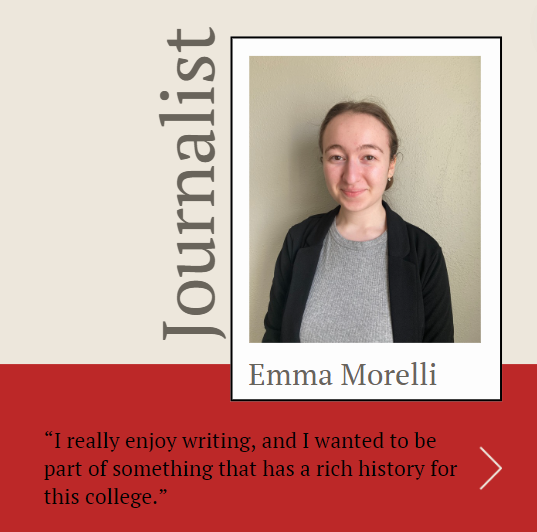 Journalist
Emma Morelli
“I really enjoy writing, and I wanted to be
part of something that has a rich history for
this college.”